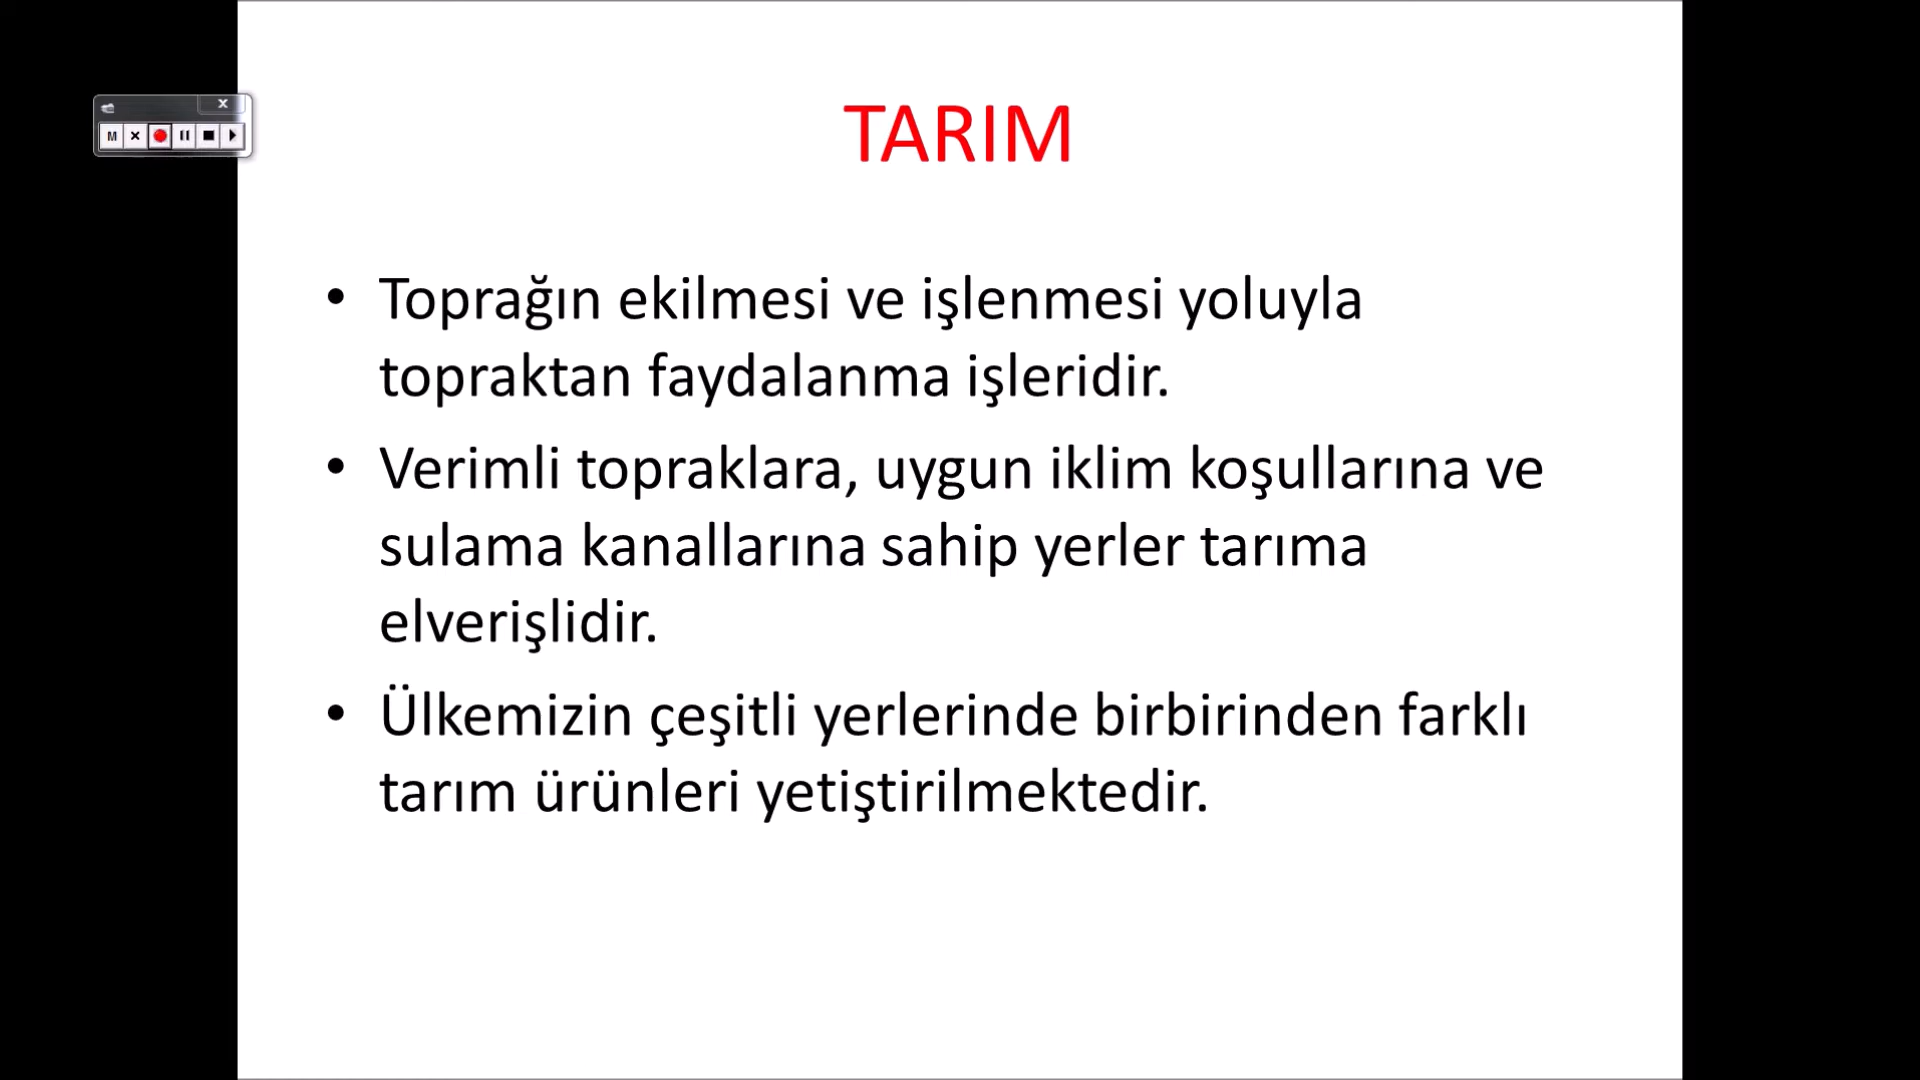 TARIM
• Toprağın ekilmesi ve işlenmesi yoluyla
topraktan faydalanma işleridir.
• Verimli topraklara, uygun iklim koşullarına ve
sulama kanallarına sahip yerler tarıma
elverişlidir.
• Ülkemizin çeşitli yerlerinde birbirinden farklı
tarım ürünleri yetiştirilmektedir.
M